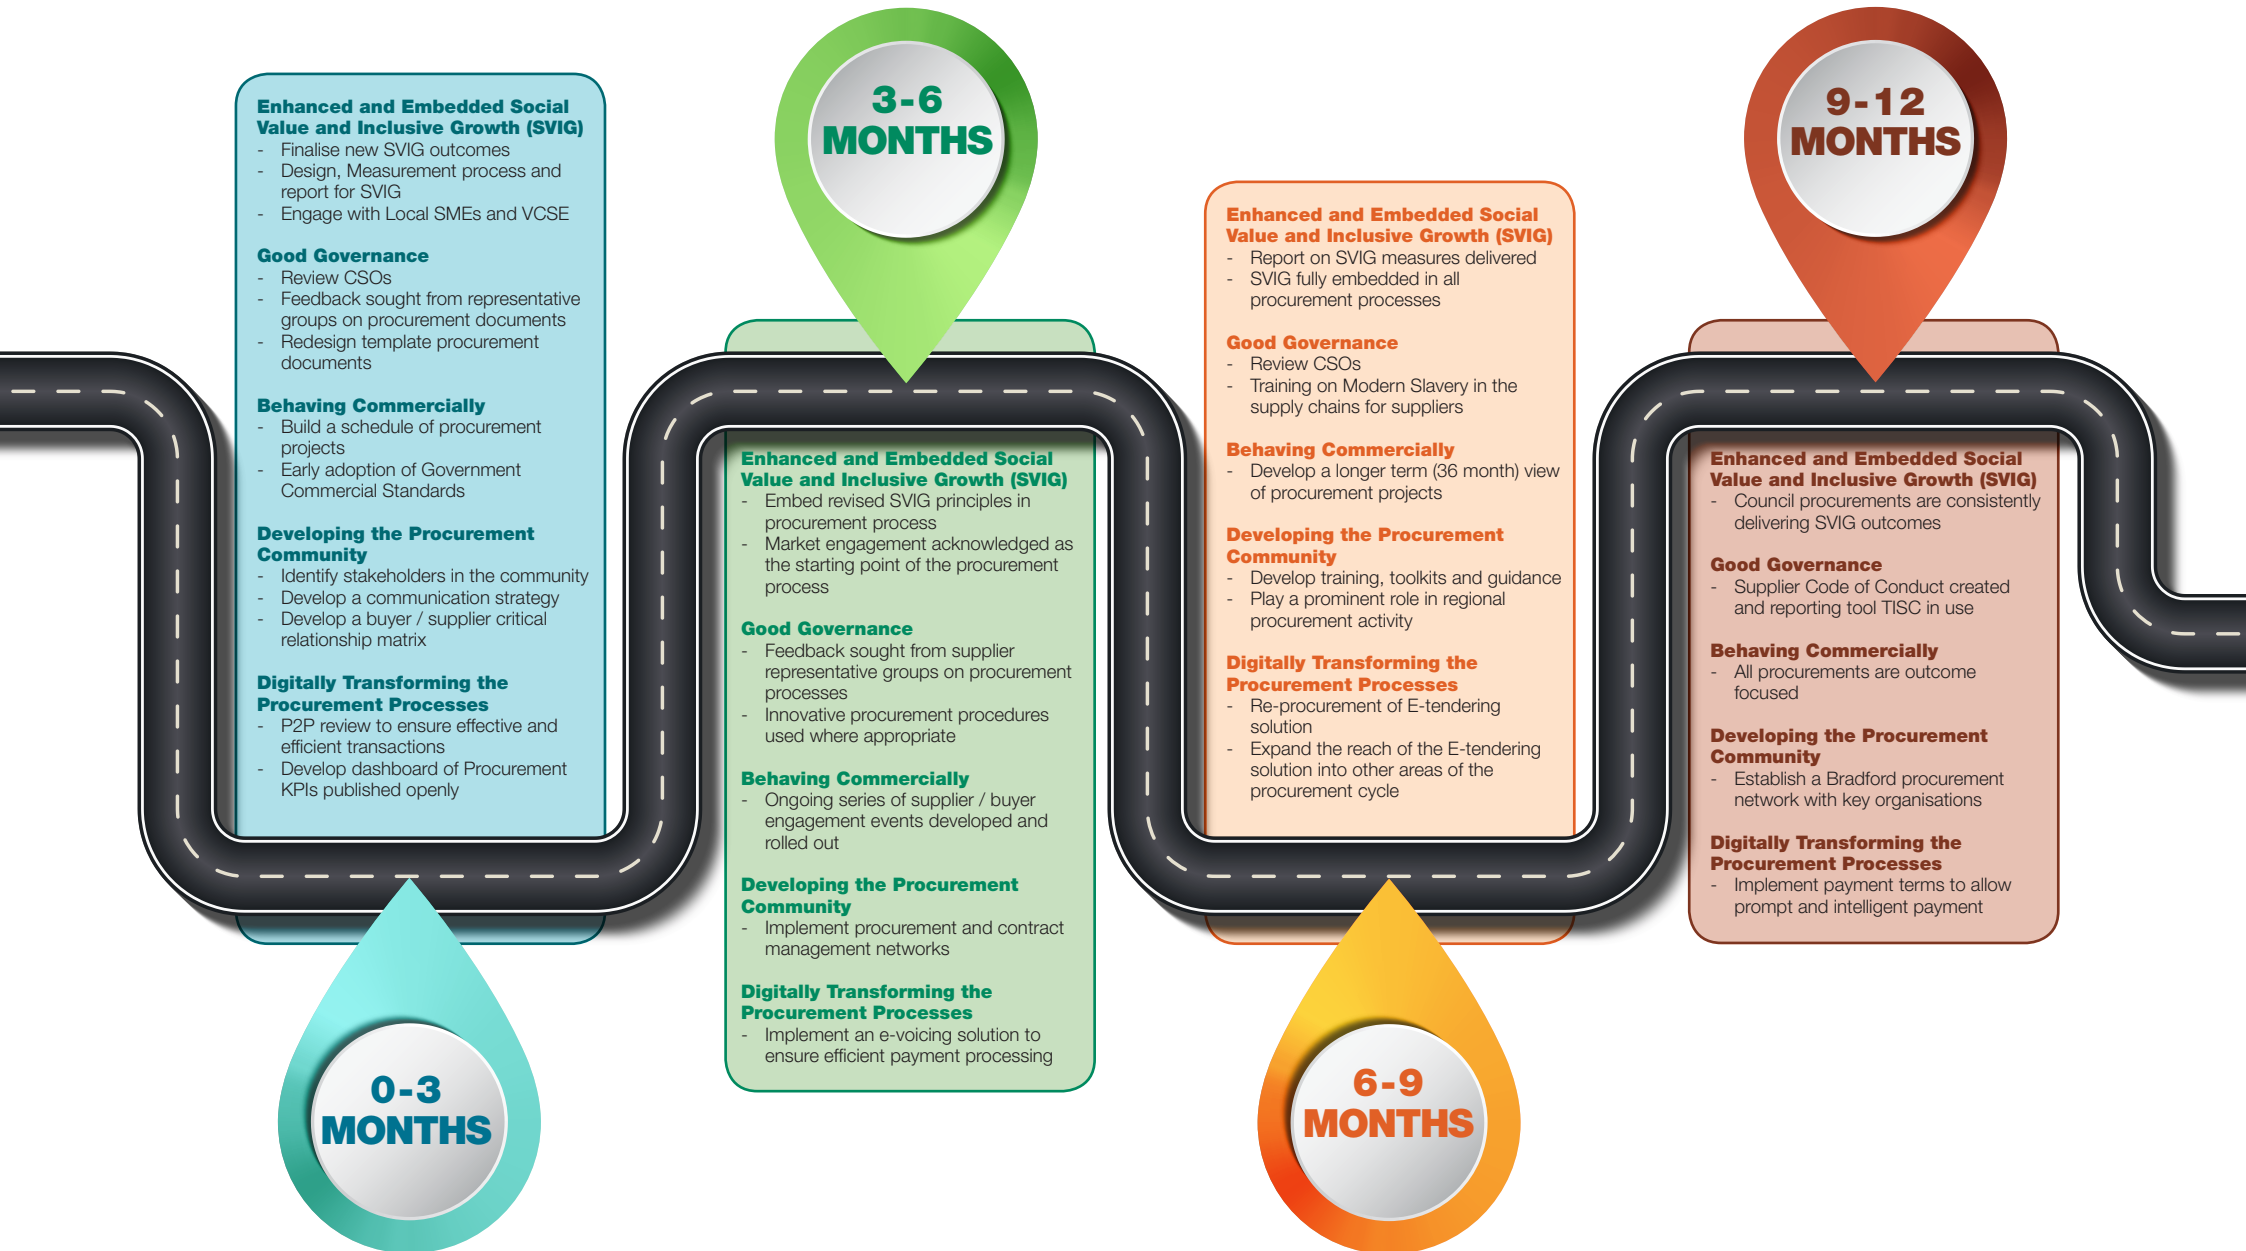 Enhanced and Embedded Social
Value and Inclusive Growth (SVIG)
- Finalise new SVIG outcomes
- Design, Measurement process and
report for SVIG
- Engage with Local SMEs and VCSE
Good Governance
- Review CSOs
- Feedback sought from representative
groups on procurement documents
- Redesign template procurement
documents
Behaving Commercially
- Build a schedule of procurement
projects
- Early adoption of Government
Commercial Standards
Developing the Procurement
Community
- Identify stakeholders in the community
- Develop a communication strategy
- Develop a buyer / supplier critical
relationship matrix
Digitally Transforming the
Procurement Processes
- P2P review to ensure effective and
efficient transactions
- Develop dashboard of Procurement
KPIs published openly
0-3
MONTHS
3-6
MONTHS
Enhanced and Embedded Social
Value and Inclusive Growth (SVIG)
- Embed revised SVIG principles in
procurement process
- Market engagement acknowledged as
the starting point of the procurement
process
Good Governance
- Feedback sought from supplier
representative groups on procurement
processes
- Innovative procurement procedures
used where appropriate
Behaving Commercially
- Ongoing series of supplier / buyer
engagement events developed and
rolled out
Developing the Procurement
Community
- Implement procurement and contract
management networks
Digitally Transforming the
Procurement Processes
- Implement an e-voicing solution to
ensure efficient payment processing
Enhanced and Embedded Social
Value and Inclusive Growth (SVIG)
- Report on SVIG measures delivered
- SVIG fully embedded in all
procurement processes
Good Governance
- Review CSOs
- Training on Modern Slavery in the
supply chains for suppliers
Behaving Commercially
- Develop a longer term (36 month) view
of procurement projects
Developing the Procurement
Community
- Develop training, toolkits and guidance
- Play a prominent role in regional
procurement activity
Digitally Transforming the
Procurement Processes
- Re-procurement of E-tendering
solution
- Expand the reach of the E-tendering
solution into other areas of the
procurement cycle
6-9
MONTHS
9-12
MONTHS
Enhanced and Embedded Social
Value and Inclusive Growth (SVIG)
- Council procurements are consistently
delivering SVIG outcomes
Good Governance
- Supplier Code of Conduct created
and reporting tool TISC in use
Behaving Commercially
- All procurements are outcome
focused
Developing the Procurement
Community
- Establish a Bradford procurement
network with key organisations
Digitally Transforming the
Procurement Processes
- Implement payment terms to allow
prompt and intelligent payment